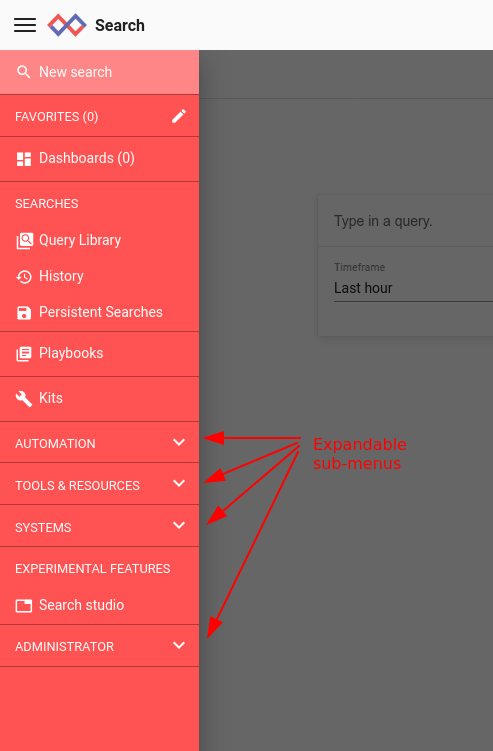 Search
New search
FAVORITES (0)
Dashboards (0)
SEARCHES
Query Library
History
Persistent Searches
Playbooks
Kits
AUTOMATION
TOOLS & RESOURCES
SYSTEMS
EXPERIMENTAL FEATURES
Search studio
ADMINISTRATOR
Type in a query.
Timeframe
Last hour
Expandable
sub-menus